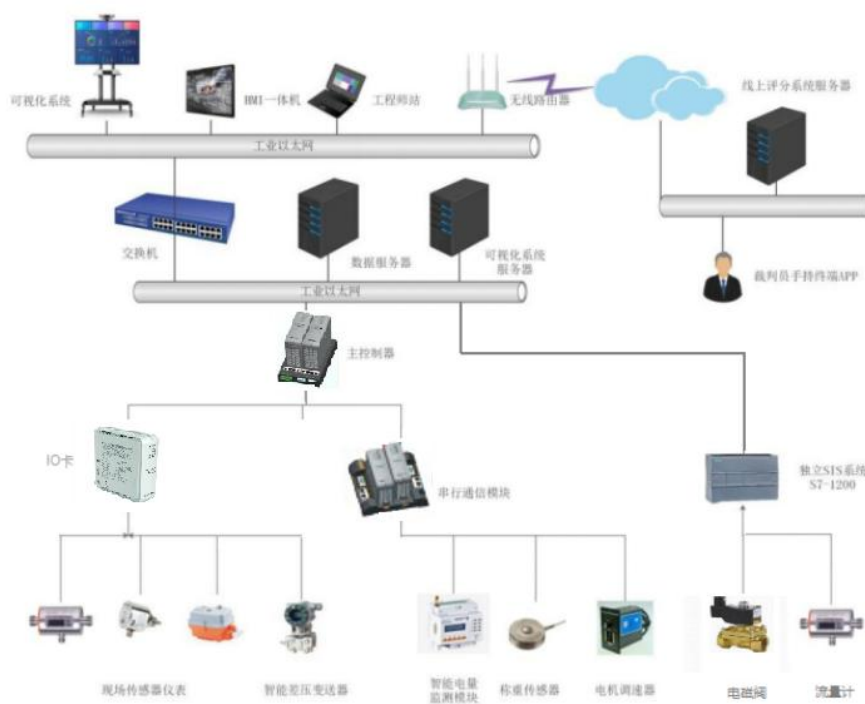 可视化系统
HMI一体机
工程师站
无线路由器
线上评分系统服务器
工业以太网
交换机
数据服务器
可视化系统
服务器
裁判员手持终端APP
工业以太网
主控制器
IO卡
串行通信模块
独立SIS系统
S7-1200
现场传感器仪表
智能差压变送器
智能电量
监测模块
称重传感器
电机调速器
电磁阀
流量计